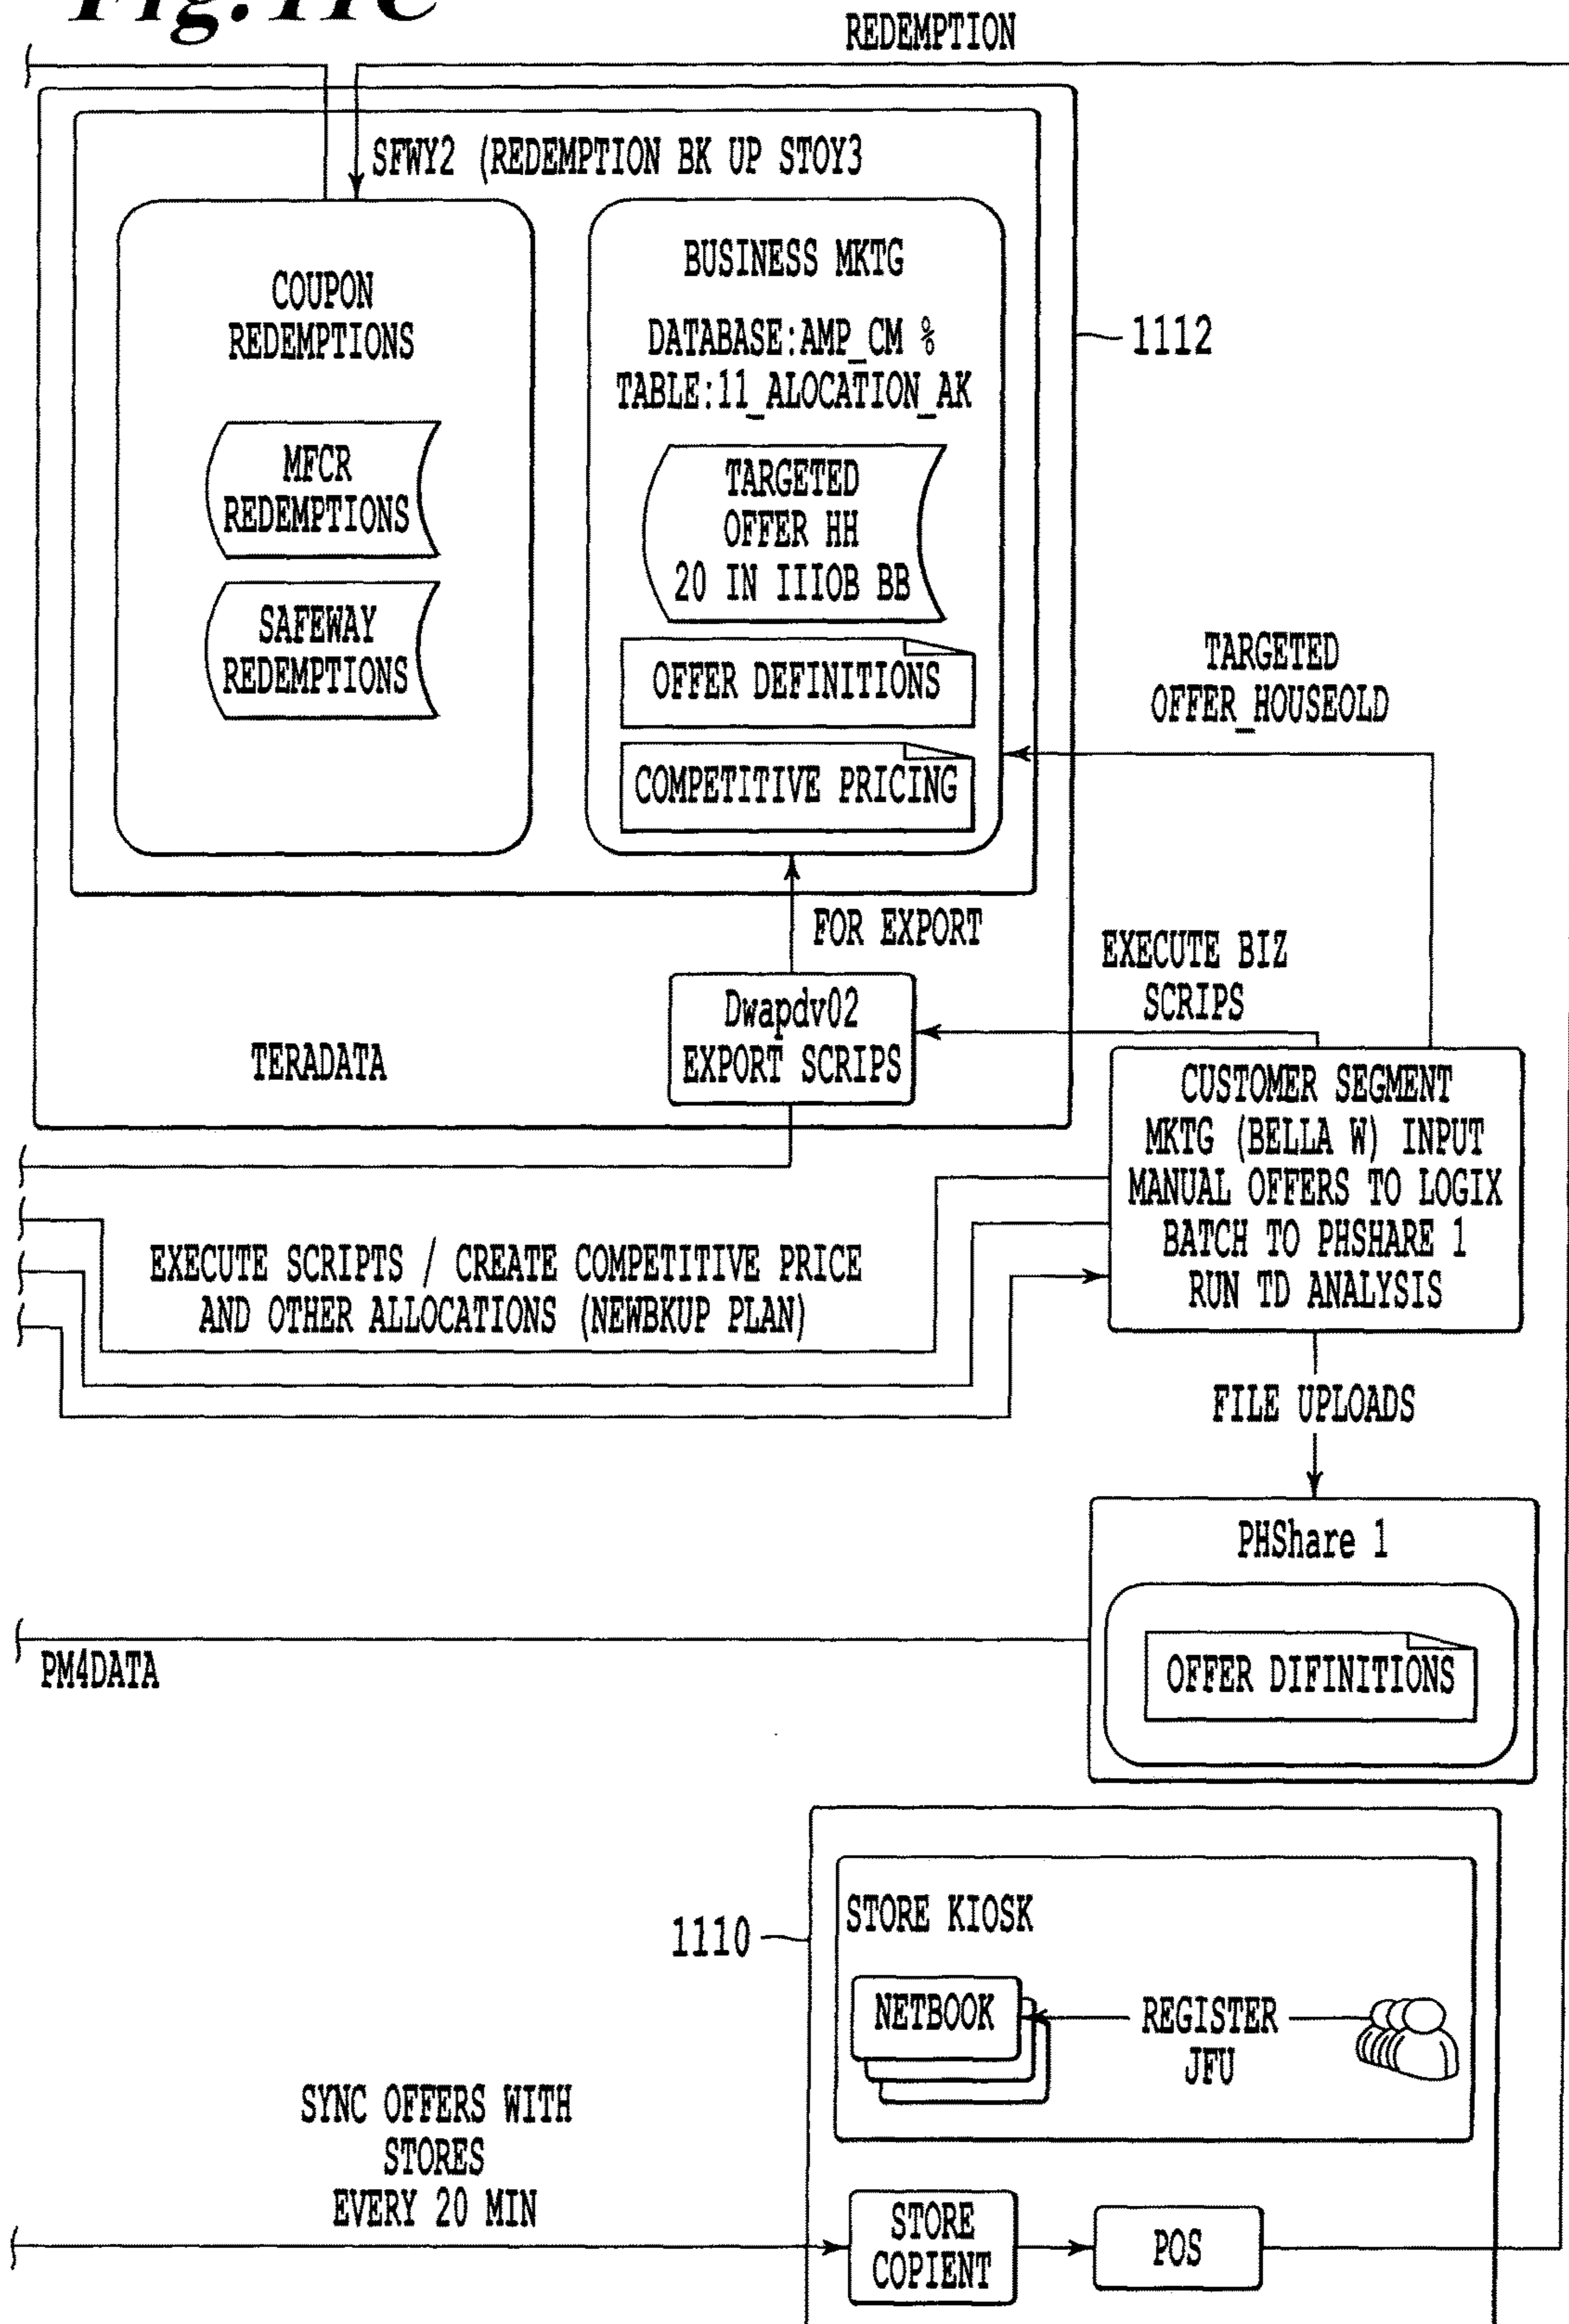 Fig. 11C
REDEMPTION
SFWY2 (REDEMPTION BK UP STOY3
COUPON
REDEMPTIONS
MFCR
REDEMPTIONS
SAFEWAY
REDEMPTIONS
BUSINESS MKTG
DATABASE:AMP_CM %
TABLE:11_ALOCATION_AK
TARGETED
OFFER HH
20 IN IIIOB BB
OFFER DEFINITIONS
COMPETITIVE PRICING
1112
TARGETED
OFFER_HOUSEOLD
FOR EXPORT
EXECUTE BIZ
SCRIPS
Dwapdv02
EXPORT SCRIPS
TERADATA
CUSTOMER SEGMENT
MKTG (BELLA W) INPUT
MANUAL OFFERS TO LOGIX
BATCH TO PHSHARE 1
RUN TD ANALYSIS
EXECUTE SCRIPTS / CREATE COMPETITIVE PRICE
AND OTHER ALLOCATIONS (NEWBKUP PLAN)
FILE UPLOADS
PHShare 1
OFFER DIFINITIONS
PM4DATA
1110
STORE KIOSK
NETBOOK
REGISTER
JFU
SYNC OFFERS WITH
STORES
EVERY 20 MIN
STORE
COPIENT
POS